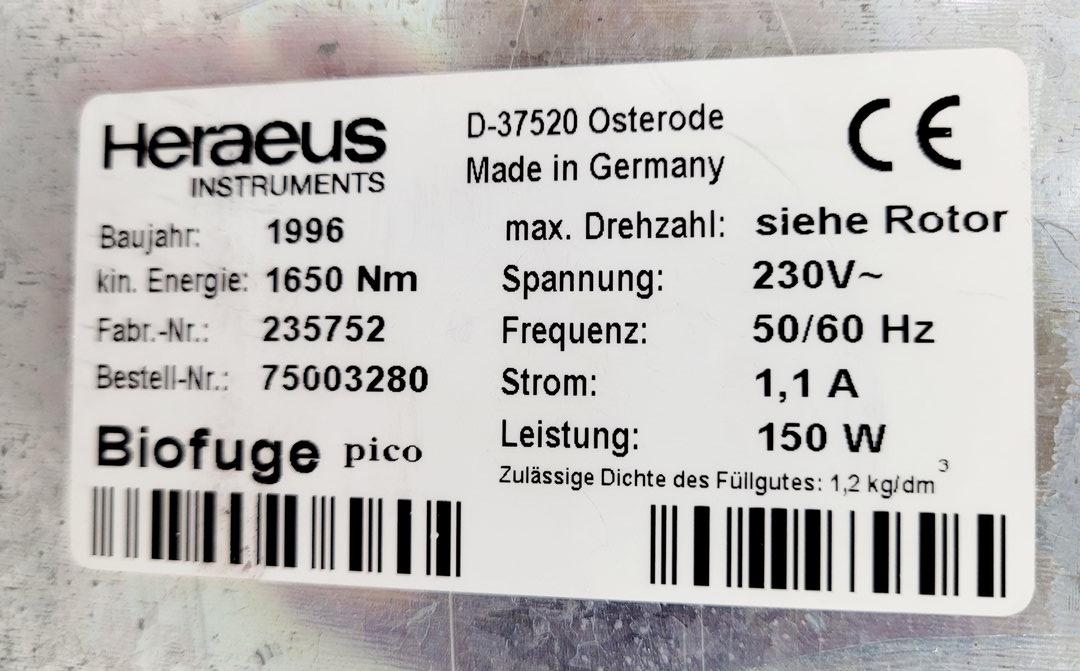 Heraeus
INSTRUMENTS
D-37520 Osterode
Made in Germany
CE
Baujahr: 1996
kin. Energie: 1650 Nm
Fabr.-Nr.: 235752
Bestell-Nr.: 75003280
Biofuge pico
max. Drehzahl: siehe Rotor
Spannung: 230V~
Frequenz: 50/60 Hz
Strom: 1,1 A
Leistung: 150 W
Zulässige Dichte des Füllgutes: 1,2 kg/dm³